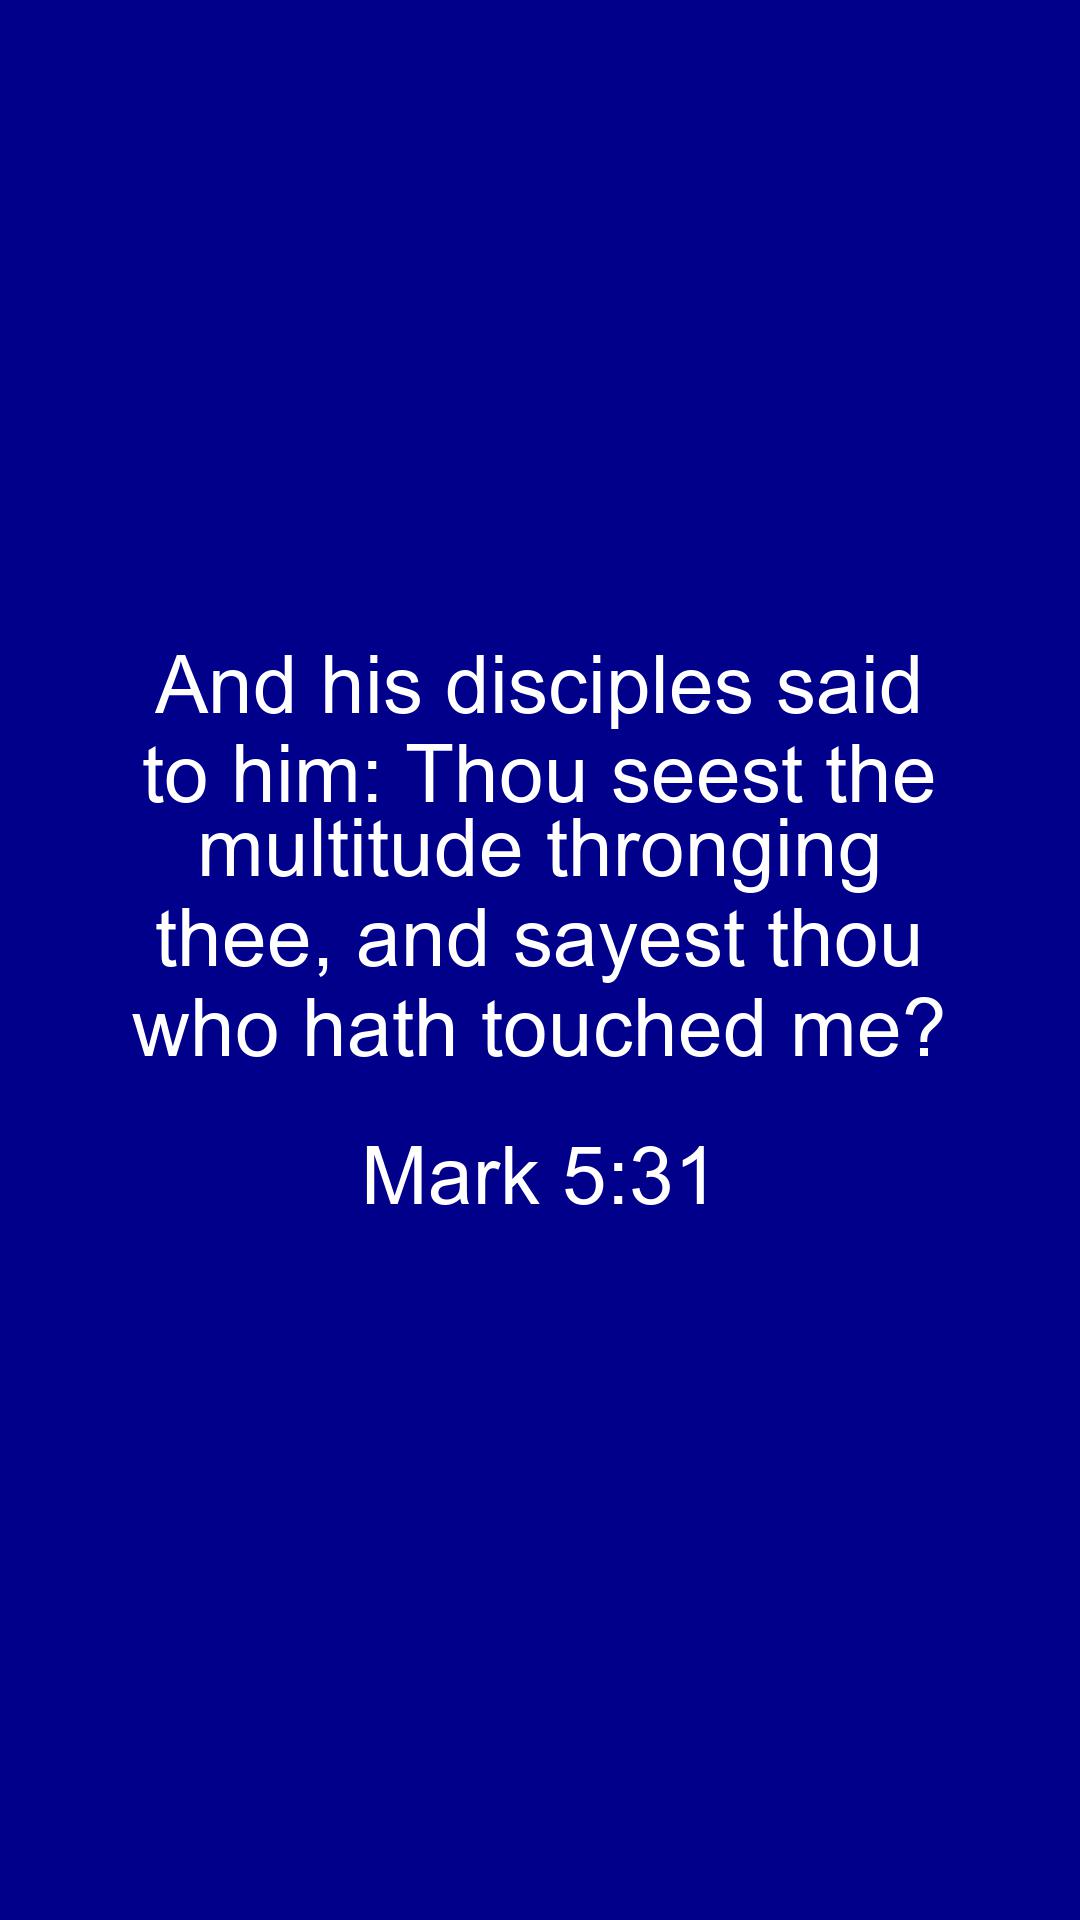 And his disciples said
to him: Thou seest the
multitude thronging
thee, and sayest thou
who hath touched me?
Mark 5:31